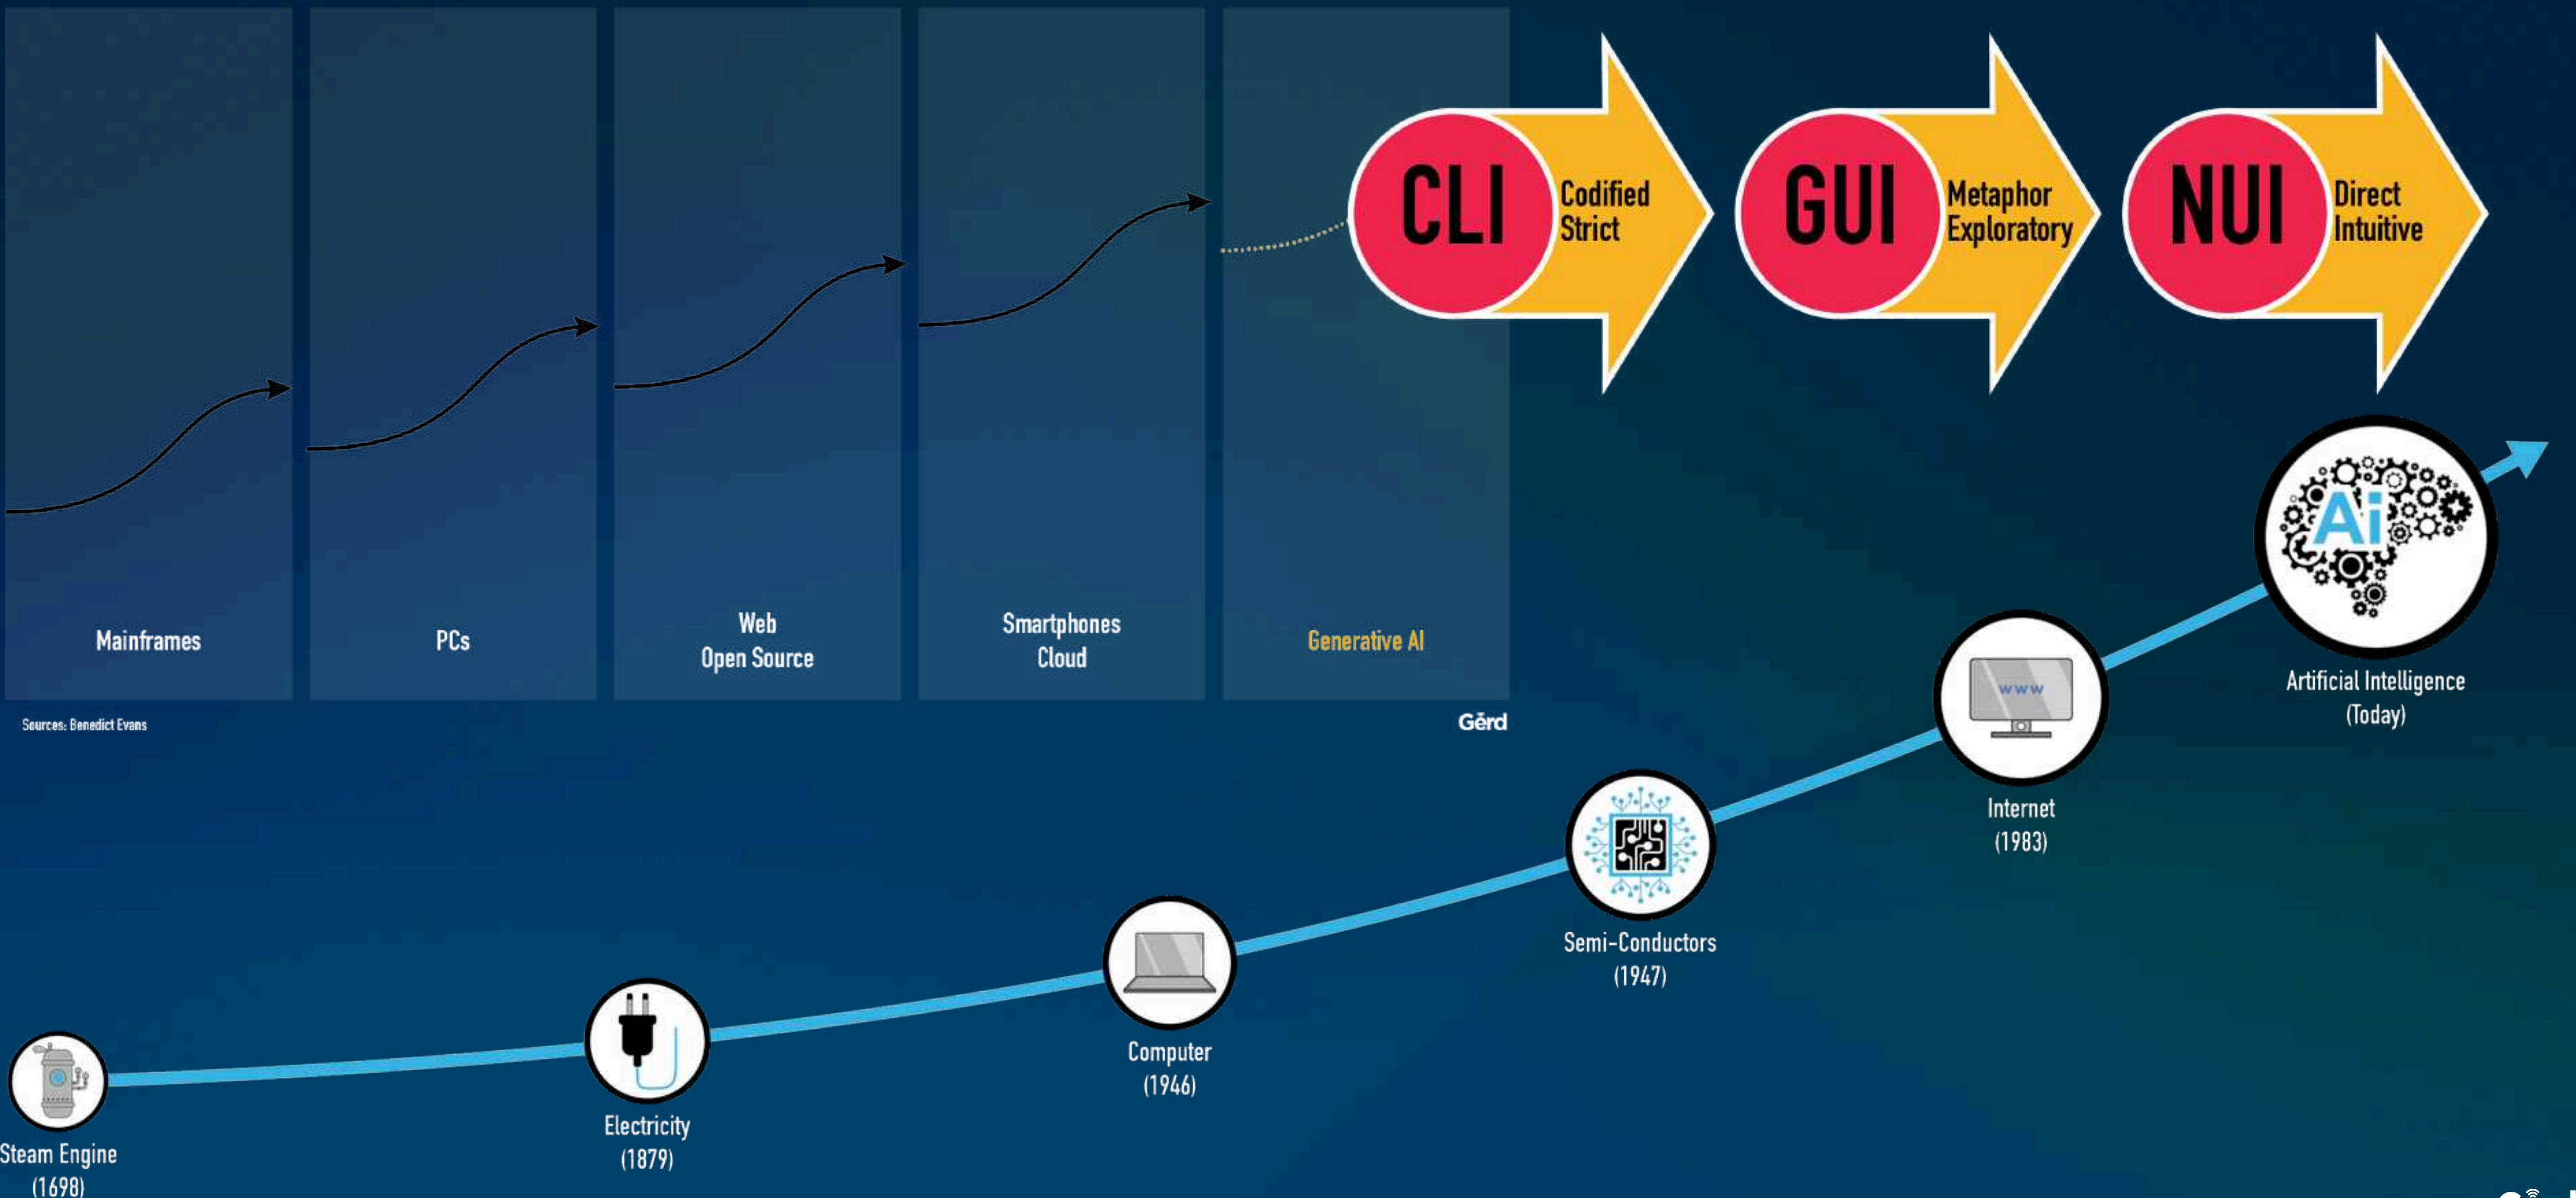 CLI
Codified
Strict
GUI
Metaphor
Exploratory
NUI
Direct
Intuitive
Mainframes
PCs
Web
Open Source
Smartphones
Cloud
Generative AI
Sources: Benedict Evans
Gerd
Ai
Artificial Intelligence
(Today)
www
Internet
(1983)
Semi-Conductors
(1947)
Computer
(1946)
Electricity
(1879)
Steam Engine
(1698)